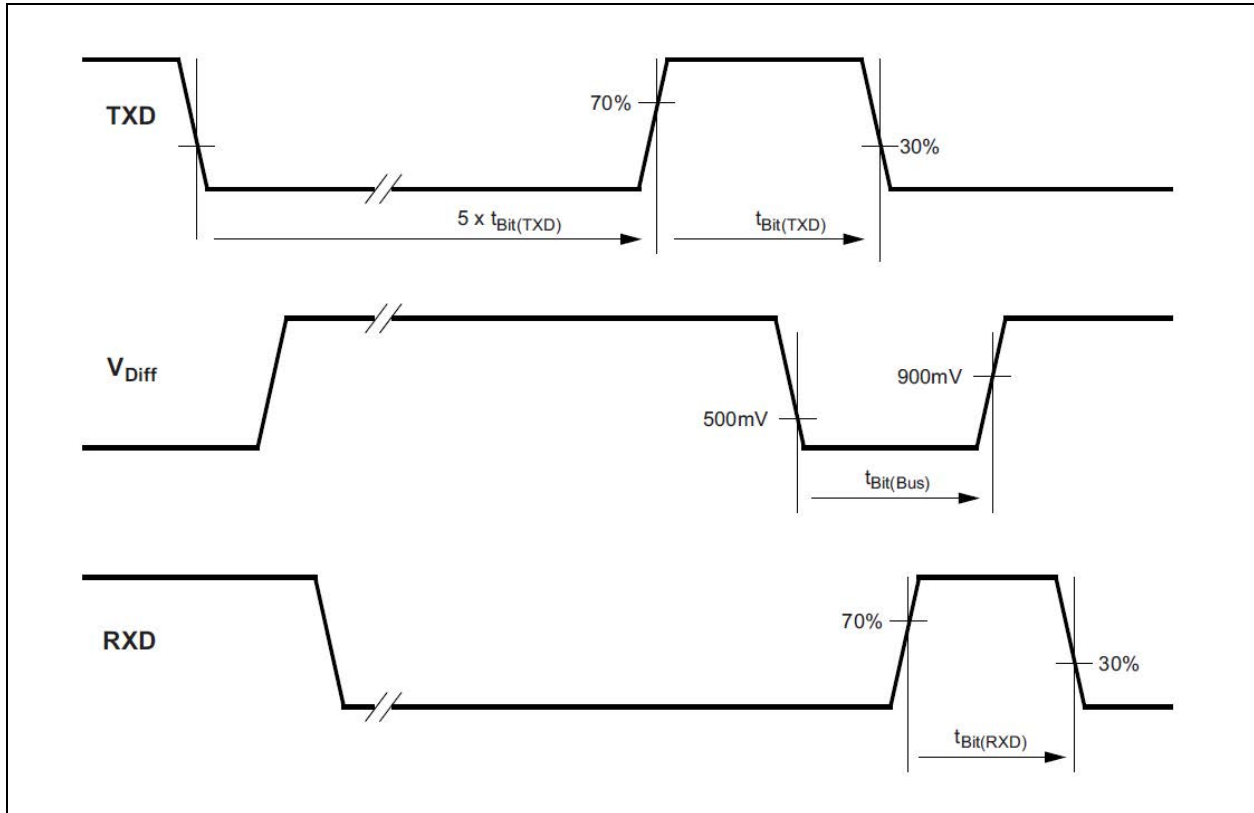 TXD
70%
30%
5 x tBit(TXD)
tBit(TXD)
VDiff
900mV
500mV
tBit(Bus)
RXD
70%
30%
tBit(RXD)